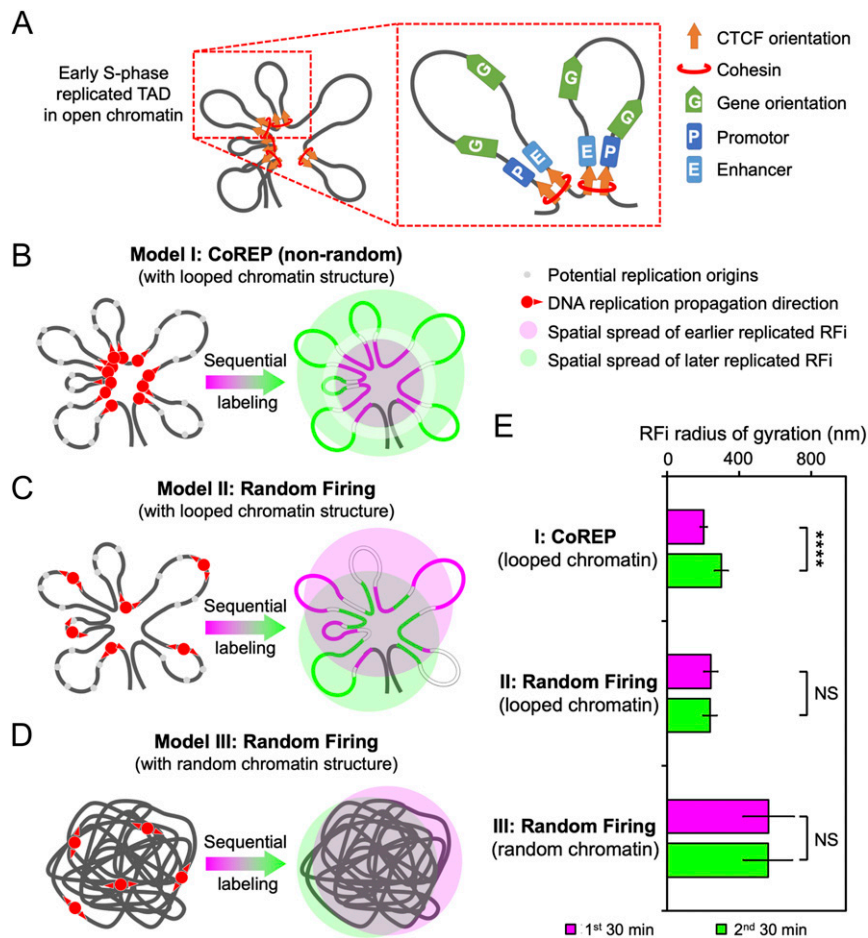 A
Early S-phase
replicated TAD
in open chromatin
G
G
G
G
P
E
E
P
CTCF orientation
Cohesin
G Gene orientation
P Promotor
E Enhancer
B
Model I: CoREP (non-random)
(with looped chromatin structure)
Sequential
labeling
Potential replication origins
DNA replication propagation direction
Spatial spread of earlier replicated RFi
Spatial spread of later replicated RFi
C
Model II: Random Firing
(with looped chromatin structure)
Sequential
labeling
D
Model III: Random Firing
(with random chromatin structure)
Sequential
labeling
E
RFi radius of gyration (nm)
0 400 800
I: CoREP
(looped chromatin)
****
II: Random Firing
(looped chromatin)
NS
III: Random Firing
(random chromatin)
NS
1st 30 min 2nd 30 min